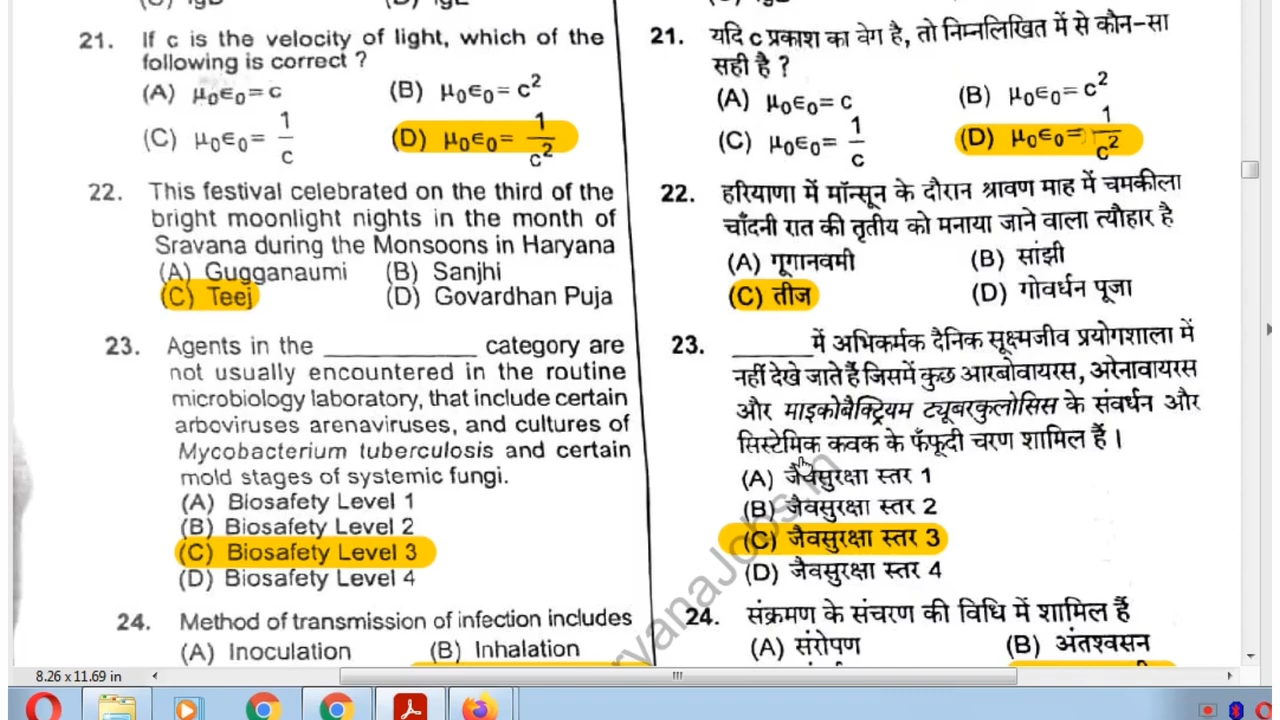 21. If c is the velocity of light, which of the
following is correct ?
(A) μ₀ϵ₀= c
(B) μ₀ϵ₀= c²
(C) μ₀ϵ₀= 1/c
(D) μ₀ϵ₀= 1/c²
22. This festival celebrated on the third of the
bright moonlight nights in the month of
Sravana during the Monsoons in Haryana
(A) Gugganaumi (B) Sanjhi
(C) Teej (D) Govardhan Puja
23. Agents in the ____________ category are
not usually encountered in the routine
microbiology laboratory, that include certain
arboviruses arenaviruses, and cultures of
Mycobacterium tuberculosis and certain
mold stages of systemic fungi.
(A) Biosafety Level 1
(B) Biosafety Level 2
(C) Biosafety Level 3
(D) Biosafety Level 4
24. Method of transmission of infection includes
(A) Inoculation (B) Inhalation
21. यदि c प्रकाश का वेग है, तो निम्नलिखित में से कौन-सा
सही है ?
(A) μ₀ϵ₀= c
(B) μ₀ϵ₀= c²
(C) μ₀ϵ₀= 1/c
(D) μ₀ϵ₀= 1/c²
22. हरियाणा में मॉन्सून के दौरान श्रावण माह में चमकीला
चाँदनी रात की तृतीय को मनाया जाने वाला त्यौहार है
(A) गूगानवमी (B) सांझी
(C) तीज (D) गोवर्धन पूजा
23. ______में अभिकर्मक दैनिक सूक्ष्मजीव प्रयोगशाला में
नहीं देखे जाते हैं जिसमें कुछ आरबोवायरस, अरेनावायरस
और माइकोबैक्ट्रियम ट्यूबरकुलोसिस के संवर्धन और
सिस्टेमिक कवक के फँफूदी चरण शामिल हैं।
(A) जैवसुरक्षा स्तर 1
(B) जैवसुरक्षा स्तर 2
(C) जैवसुरक्षा स्तर 3
(D) जैवसुरक्षा स्तर 4
24. संक्रमण के संचरण की विधि में शामिल हैं
(A) संरोपण (B) अंतश्वसन
ryanaJobs.in
8.26 x 11.69 in